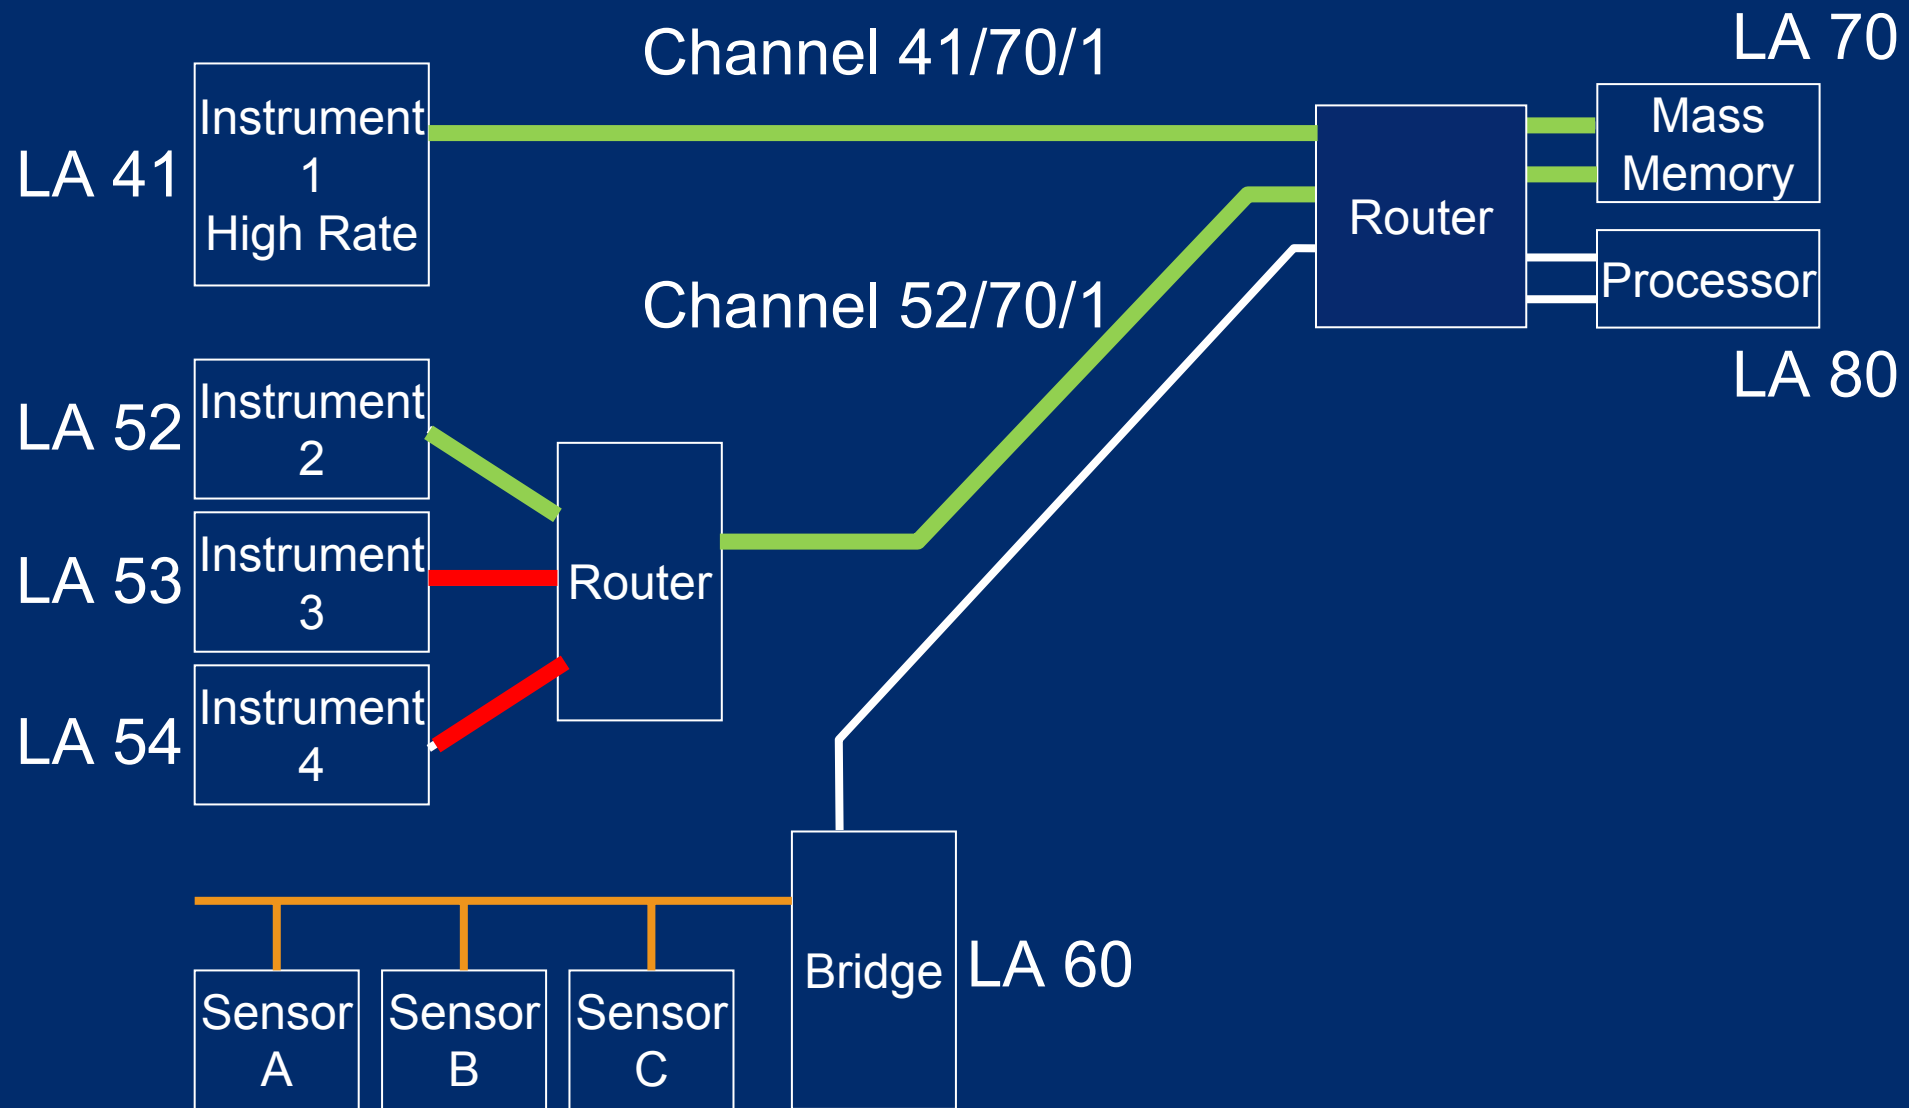 Channel 41/70/1
LA 70
LA 41
Instrument
1
High Rate
Router
Mass
Memory
Processor
LA 80
Channel 52/70/1
LA 52
Instrument
2
LA 53
Instrument
3
Router
LA 54
Instrument
4
Sensor
A
Sensor
B
Sensor
C
Bridge
LA 60